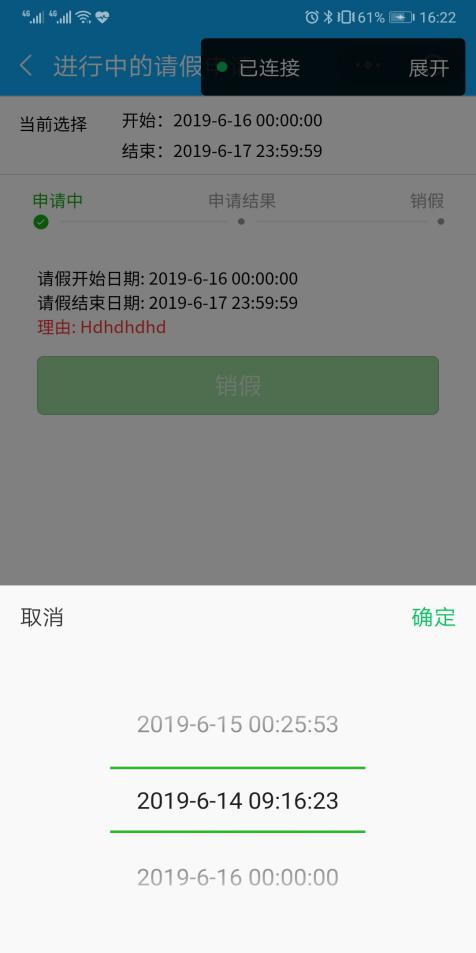 4G 4G 61% 16:22
进行中的请假
已连接 展开
当前选择 开始：2019-6-16 00:00:00
结束：2019-6-17 23:59:59
申请中 申请结果 销假
请假开始日期: 2019-6-16 00:00:00
请假结束日期: 2019-6-17 23:59:59
理由: Hdhdhdhd
销假
取消 确定
2019-6-15 00:25:53
2019-6-14 09:16:23
2019-6-16 00:00:00